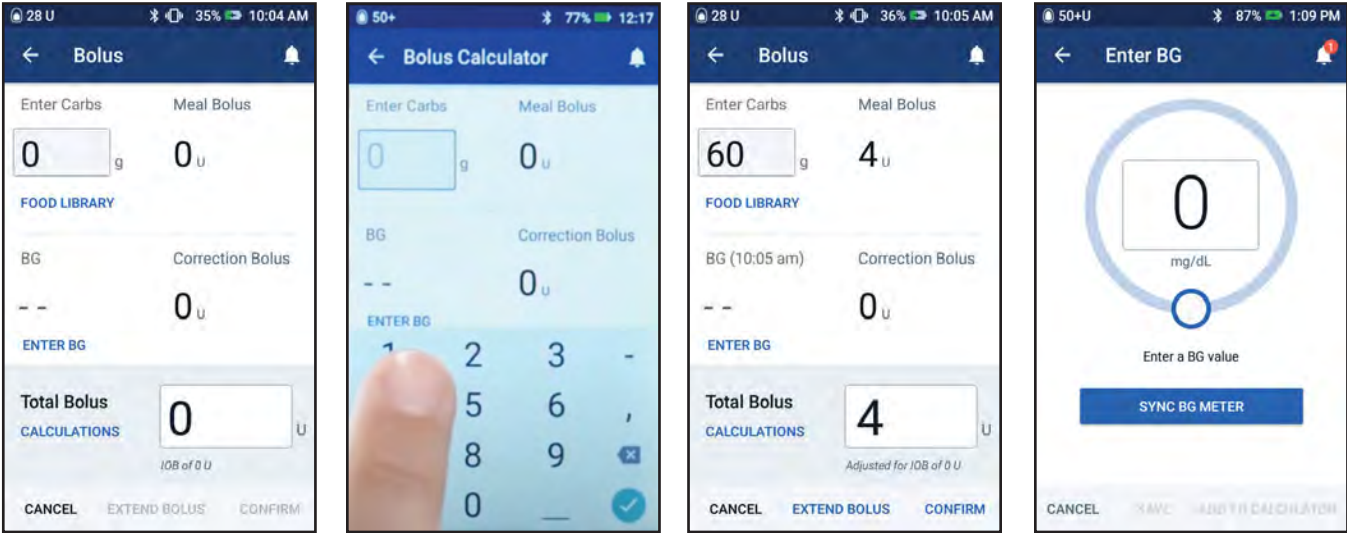 28 U 35% 10:04 AM
Bolus
Enter Carbs Meal Bolus
0 g 0 U
FOOD LIBRARY
BG Correction Bolus
-- 0 U
ENTER BG
Total Bolus
CALCULATIONS
0 U
IOB of 0 U
CANCEL EXTEND BOLUS CONFIRM
50+ 77% 12:17
Bolus Calculator
Enter Carbs Meal Bolus
0 g 0 U
BG Correction Bolus
-- 0 U
ENTER BG
1 2 3 -
5 6 ,
8 9
0
28 U 36% 10:05 AM
Bolus
Enter Carbs Meal Bolus
60 g 4 U
FOOD LIBRARY
BG (10:05 am) Correction Bolus
-- 0 U
ENTER BG
Total Bolus
CALCULATIONS
4 U
Adjusted for IOB of 0 U
CANCEL EXTEND BOLUS CONFIRM
50+U 87% 1:09 PM
Enter BG
1
0
mg/dL
Enter a BG value
SYNC BG METER
CANCEL SAVE ADD TO CALCULATOR